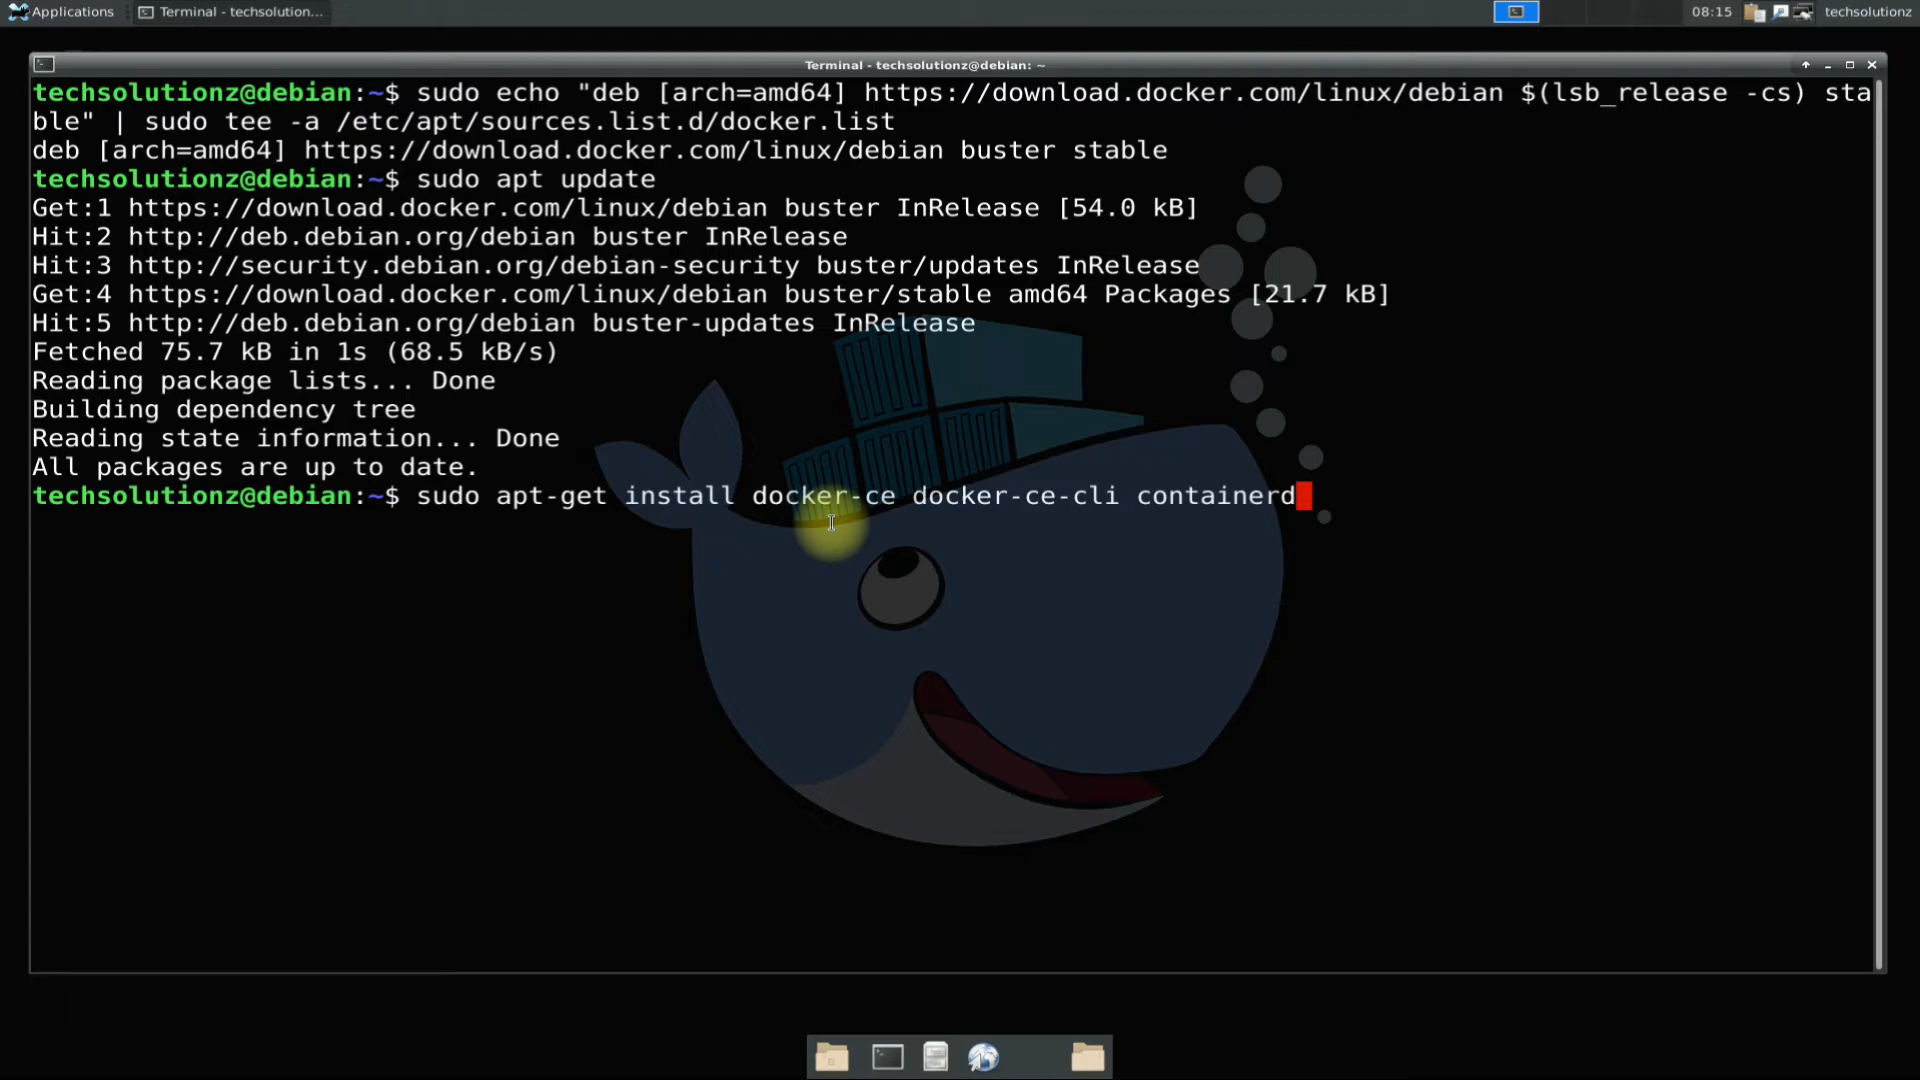 Applications
Terminal - techsolution...
08:15
techsolutionz
Terminal - techsolutionz@debian: ~
techsolutionz@debian:~$ sudo echo "deb [arch=amd64] https://download.docker.com/linux/debian $(lsb_release -cs) sta
ble" | sudo tee -a /etc/apt/sources.list.d/docker.list
deb [arch=amd64] https://download.docker.com/linux/debian buster stable
techsolutionz@debian:~$ sudo apt update
Get:1 https://download.docker.com/linux/debian buster InRelease [54.0 kB]
Hit:2 http://deb.debian.org/debian buster InRelease
Hit:3 http://security.debian.org/debian-security buster/updates InRelease
Get:4 https://download.docker.com/linux/debian buster/stable amd64 Packages [21.7 kB]
Hit:5 http://deb.debian.org/debian buster-updates InRelease
Fetched 75.7 kB in 1s (68.5 kB/s)
Reading package lists... Done
Building dependency tree
Reading state information... Done
All packages are up to date.
techsolutionz@debian:~$ sudo apt-get install docker-ce docker-ce-cli containerd